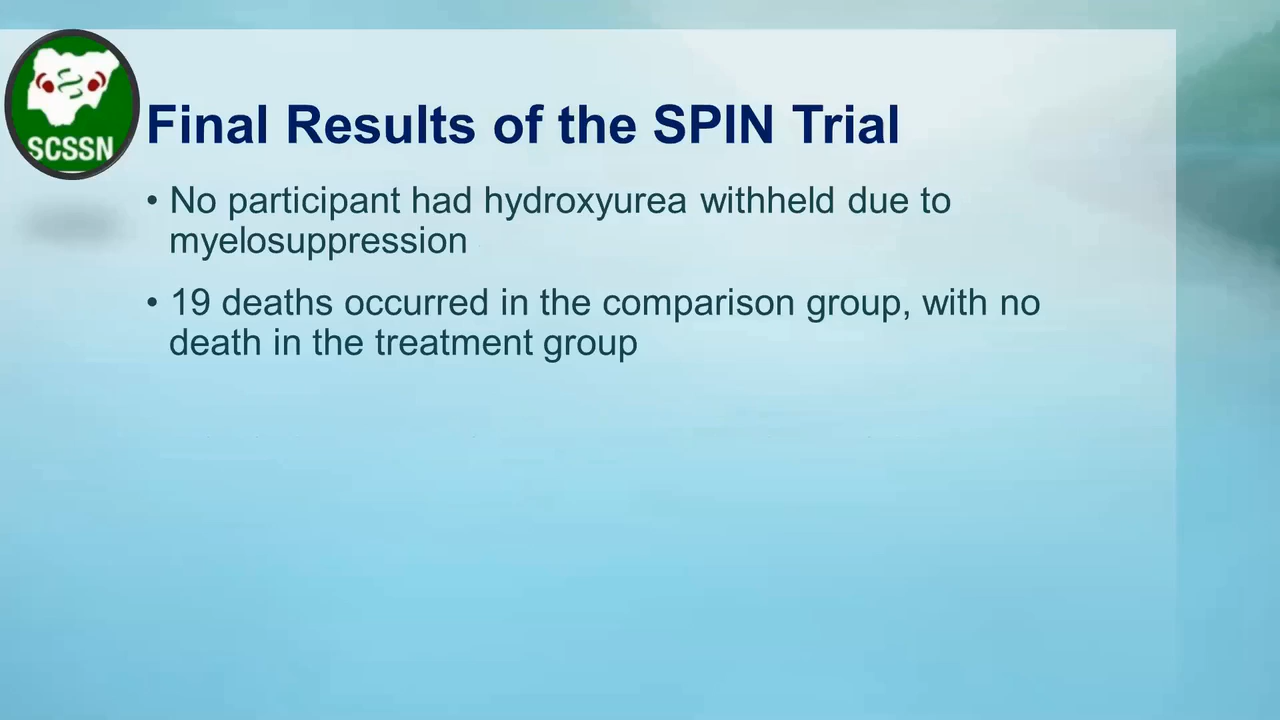 SCSSN
Final Results of the SPIN Trial
• No participant had hydroxyurea withheld due to
myelosuppression
• 19 deaths occurred in the comparison group, with no
death in the treatment group